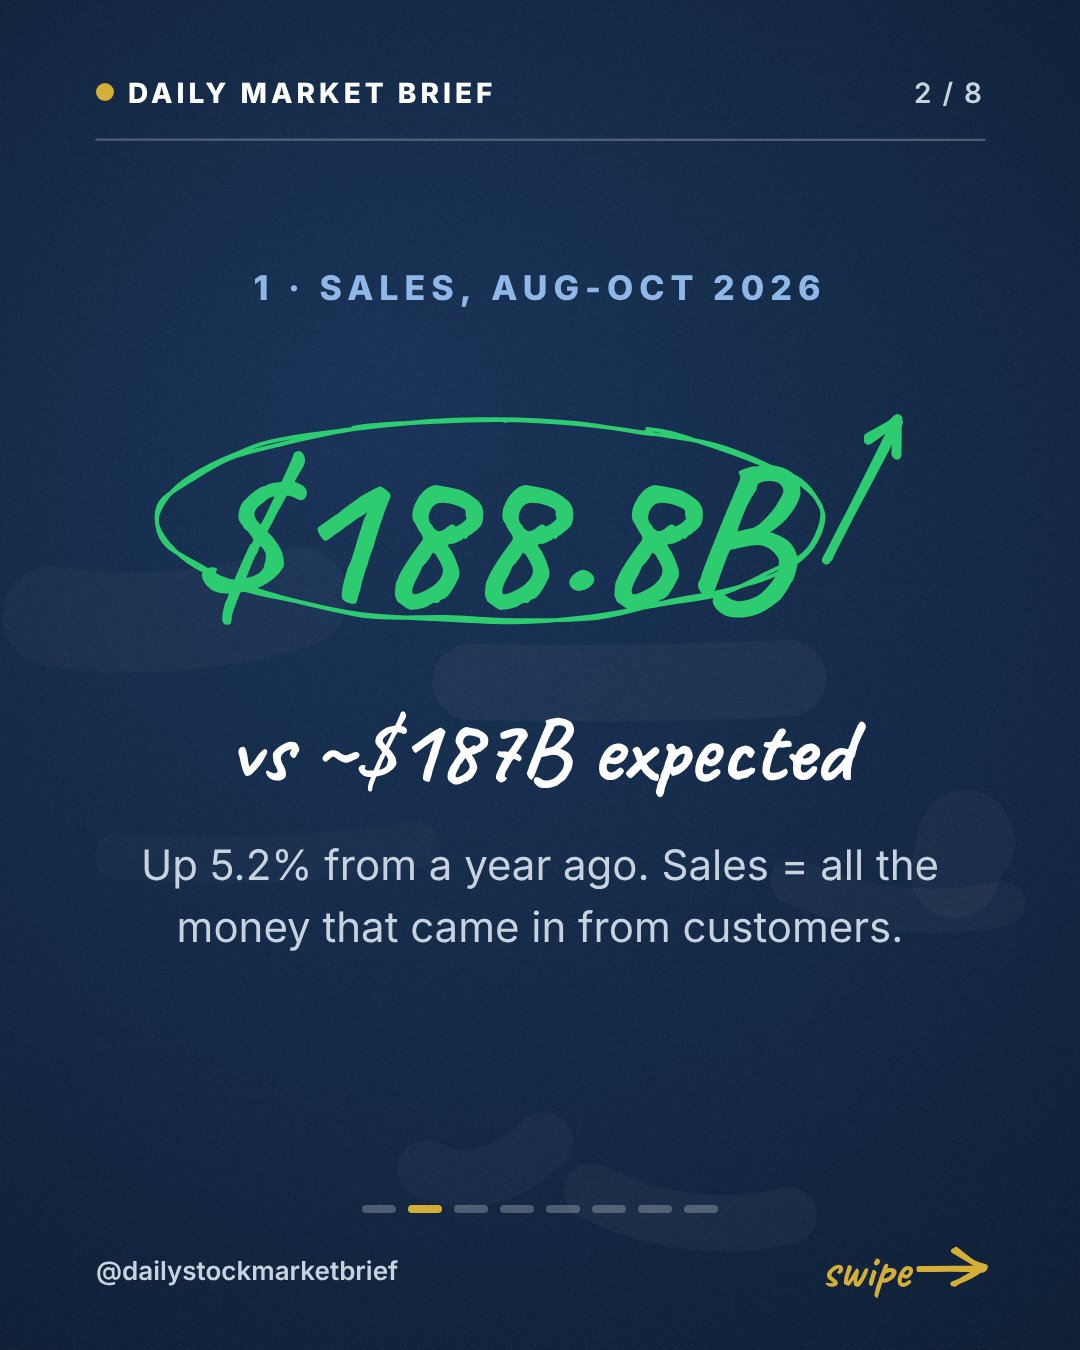 DAILY MARKET BRIEF
2 / 8
1 · SALES, AUG-OCT 2026
$188.8B
vs ~$187B expected
Up 5.2% from a year ago. Sales = all the
money that came in from customers.
@dailystockmarketbrief
swipe